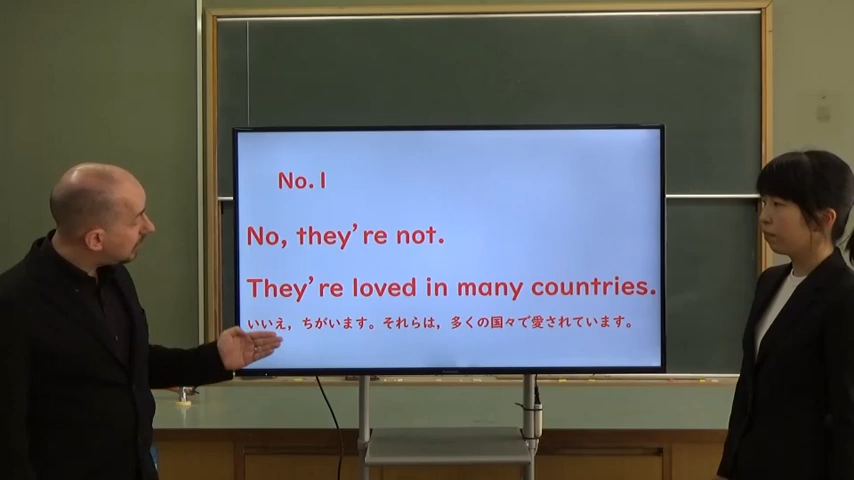 No. 1
No, they're not.
They're loved in many countries.
いいえ，ちがいます。それらは，多くの国々で愛されています。